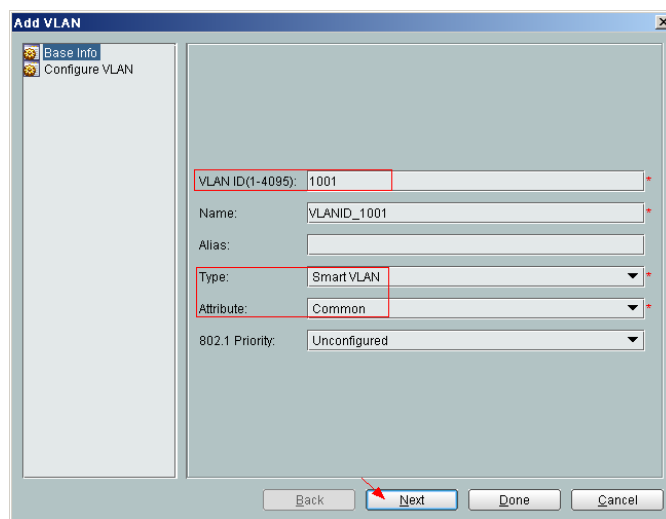 Add VLAN
Base Info
Configure VLAN
VLAN ID(1-4095): 1001 *
Name: VLANID_1001 *
Alias:
Type: Smart VLAN *
Attribute: Common *
802.1 Priority: Unconfigured
Back Next Done Cancel